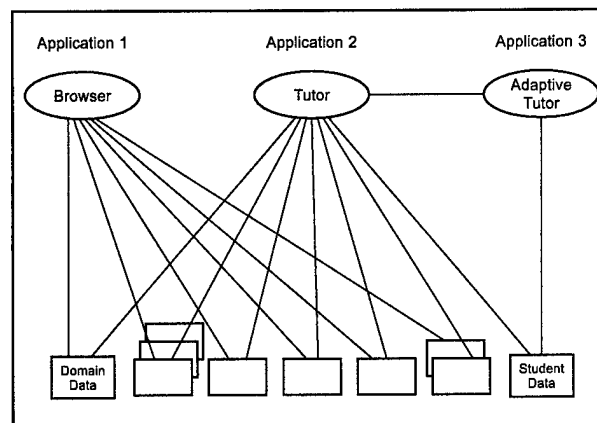 Application 1
Application 2
Application 3
Browser
Tutor
Adaptive
Tutor
Domain
Data
Student
Data